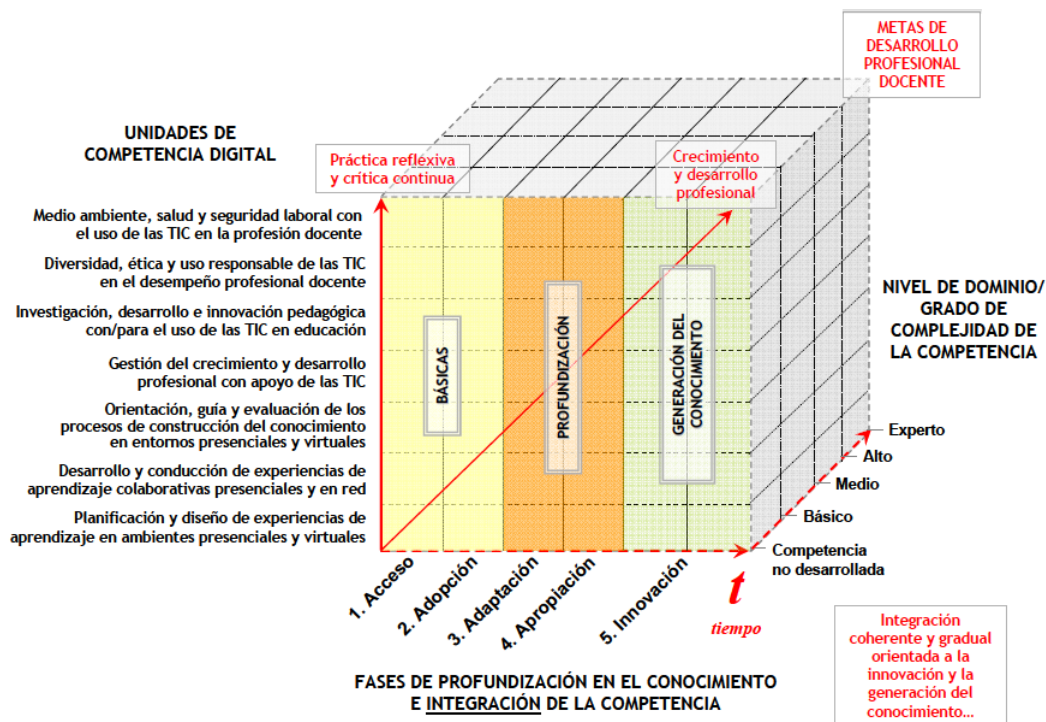 METAS DE
DESARROLLO
PROFESIONAL
DOCENTE
UNIDADES DE
COMPETENCIA DIGITAL
Práctica reflexiva
y crítica continua
Crecimiento
y desarrollo
profesional
Medio ambiente, salud y seguridad laboral con
el uso de las TIC en la profesión docente
Diversidad, ética y uso responsable de las TIC
en el desempeño profesional docente
Investigación, desarrollo e innovación pedagógica
con/para el uso de las TIC en educación
Gestión del crecimiento y desarrollo
profesional con apoyo de las TIC
Orientación, guía y evaluación de los
procesos de construcción del conocimiento
en entornos presenciales y virtuales
Desarrollo y conducción de experiencias de
aprendizaje colaborativas presenciales y en red
Planificación y diseño de experiencias de
aprendizaje en ambientes presenciales y virtuales
BÁSICAS
PROFUNDIZACIÓN
GENERACIÓN DEL
CONOCIMIENTO
NIVEL DE DOMINIO/
GRADO DE
COMPLEJIDAD DE
LA COMPETENCIA
Experto
Alto
Medio
Básico
Competencia
no desarrollada
1. Acceso
2. Adopción
3. Adaptación
4. Apropiación
5. Innovación
t
tiempo
FASES DE PROFUNDIZACIÓN EN EL CONOCIMIENTO
E INTEGRACIÓN DE LA COMPETENCIA
Integración
coherente y gradual
orientada a la
innovación y la
generación del
conocimiento…